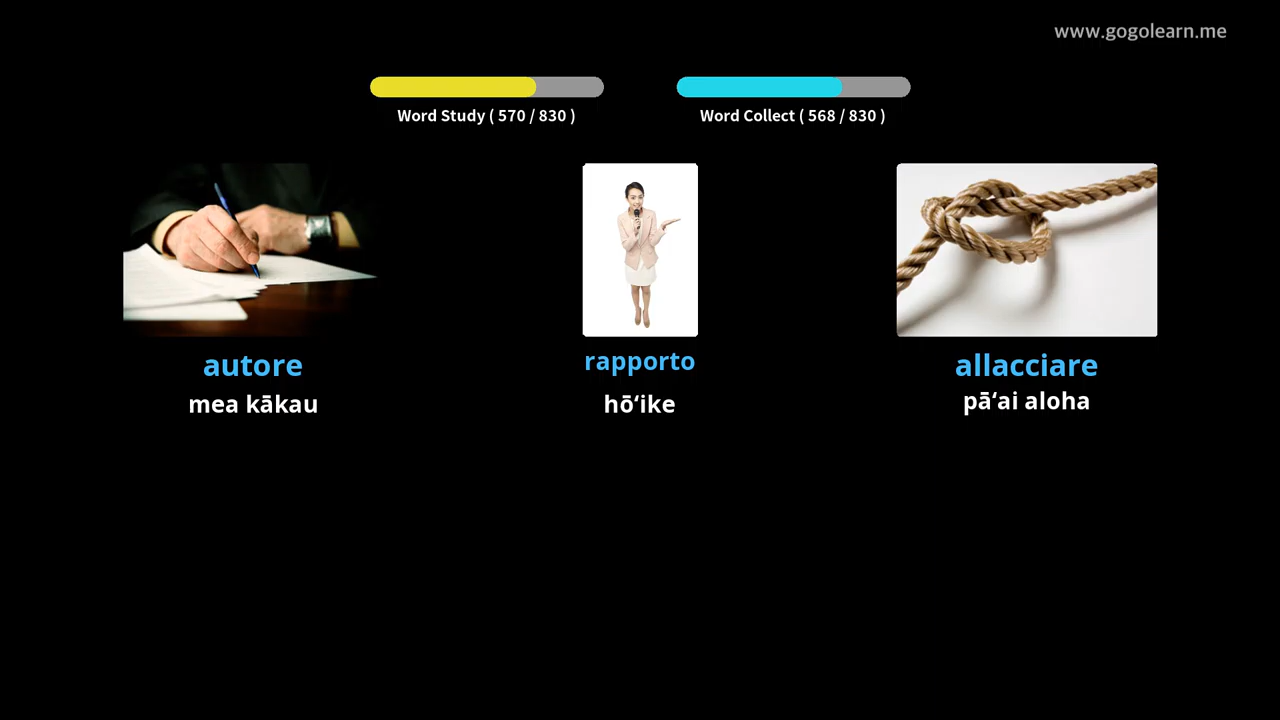 www.gogolearn.me
Word Study ( 570 / 830 )
Word Collect ( 568 / 830 )
autore
mea kākau
rapporto
hōʻike
allacciare
pāʻai aloha